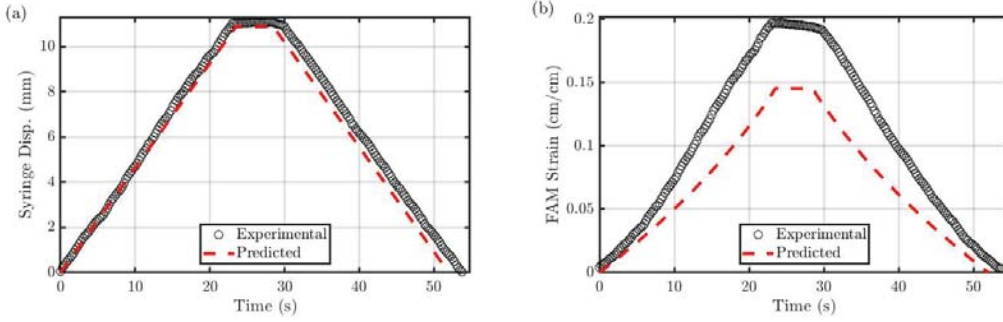 (a)
Syringe Disp. (mm)
10
8
6
4
2
0
0 10 20 30 40 50
Time (s)
Experimental
Predicted
(b)
FAM Strain (cm/cm)
0.2
0.15
0.1
0.05
0
0 10 20 30 40 50
Time (s)
Experimental
Predicted